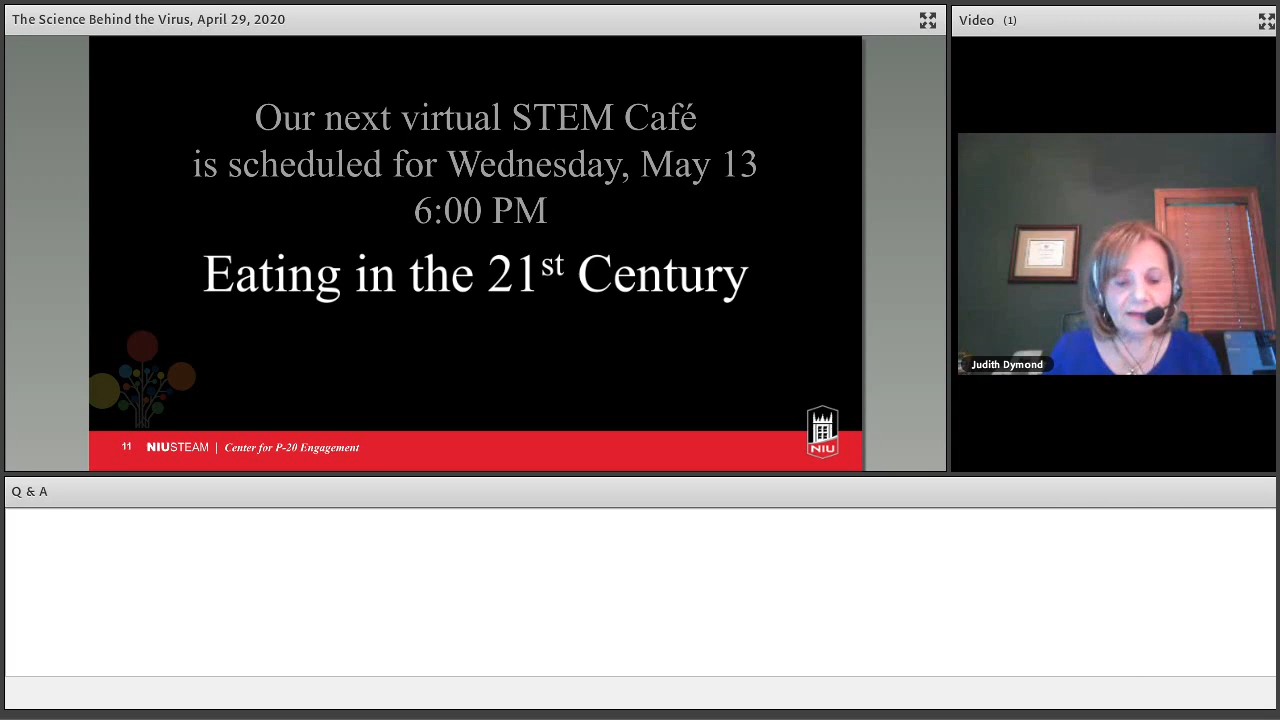 The Science Behind the Virus, April 29, 2020
Our next virtual STEM Café
is scheduled for Wednesday, May 13
6:00 PM
Eating in the 21st Century
11 NIUSTEAM | Center for P-20 Engagement
NIU
Video (1)
Judith Dymond
Q & A